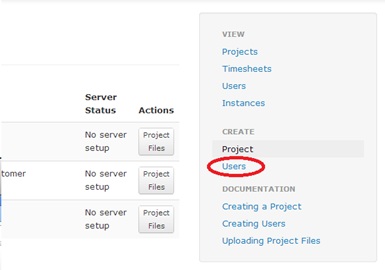 Server
Status
Actions
No server
setup
Project
Files
tomer
No server
setup
Project
Files
No server
setup
Project
Files
VIEW
Projects
Timesheets
Users
Instances
CREATE
Project
Users
DOCUMENTATION
Creating a Project
Creating Users
Uploading Project Files